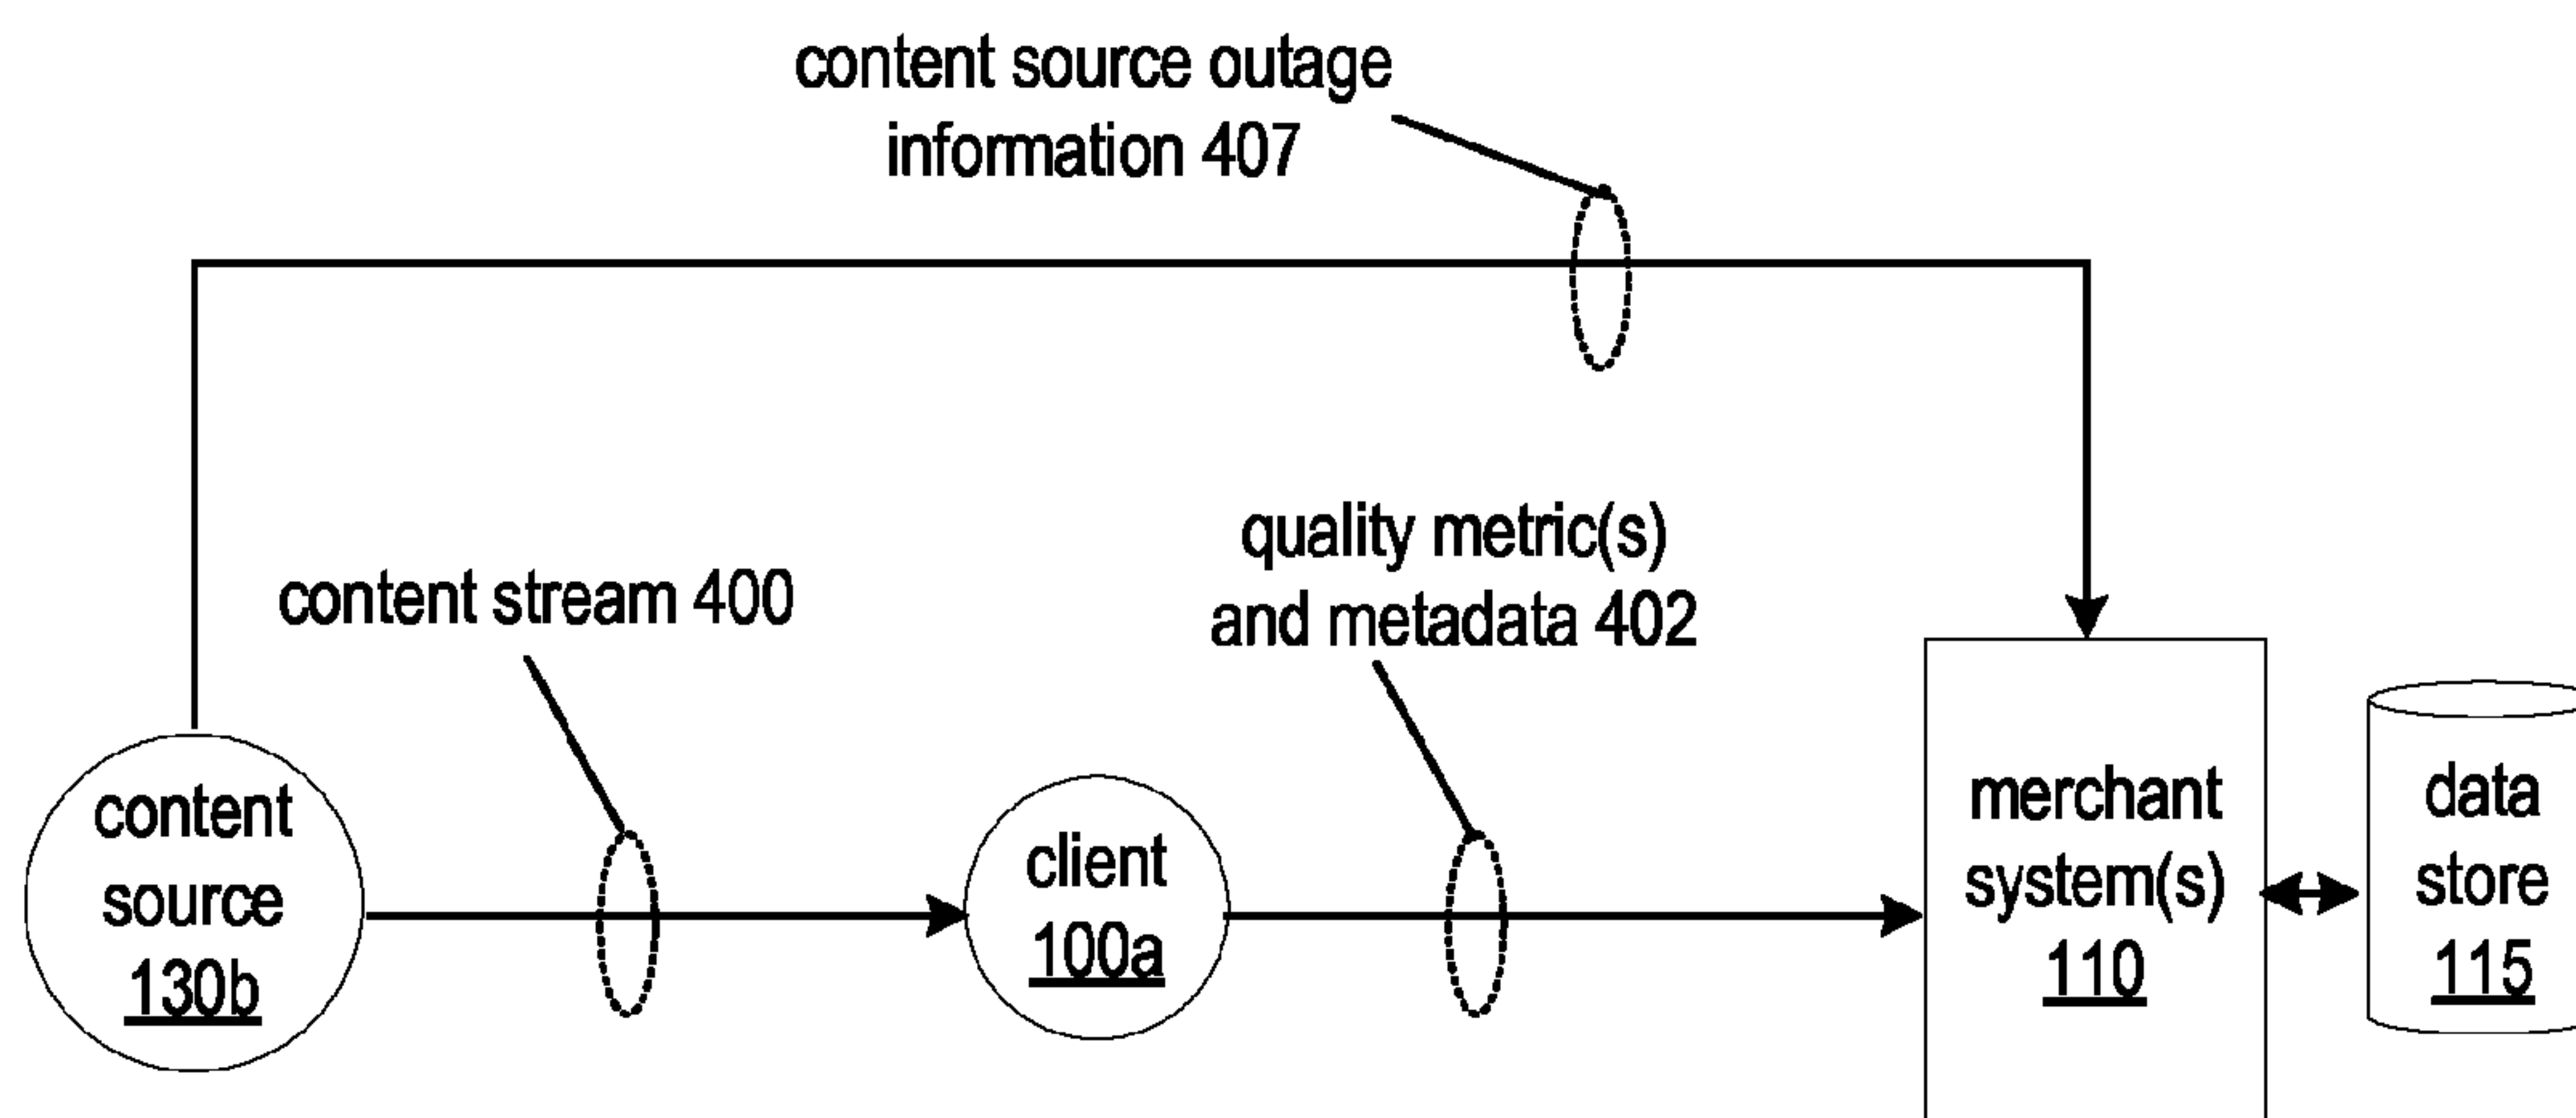 content source outage
information 407
quality metric(s)
and metadata 402
content stream 400
content
source
130b
client
100a
merchant
system(s)
110
data
store
115